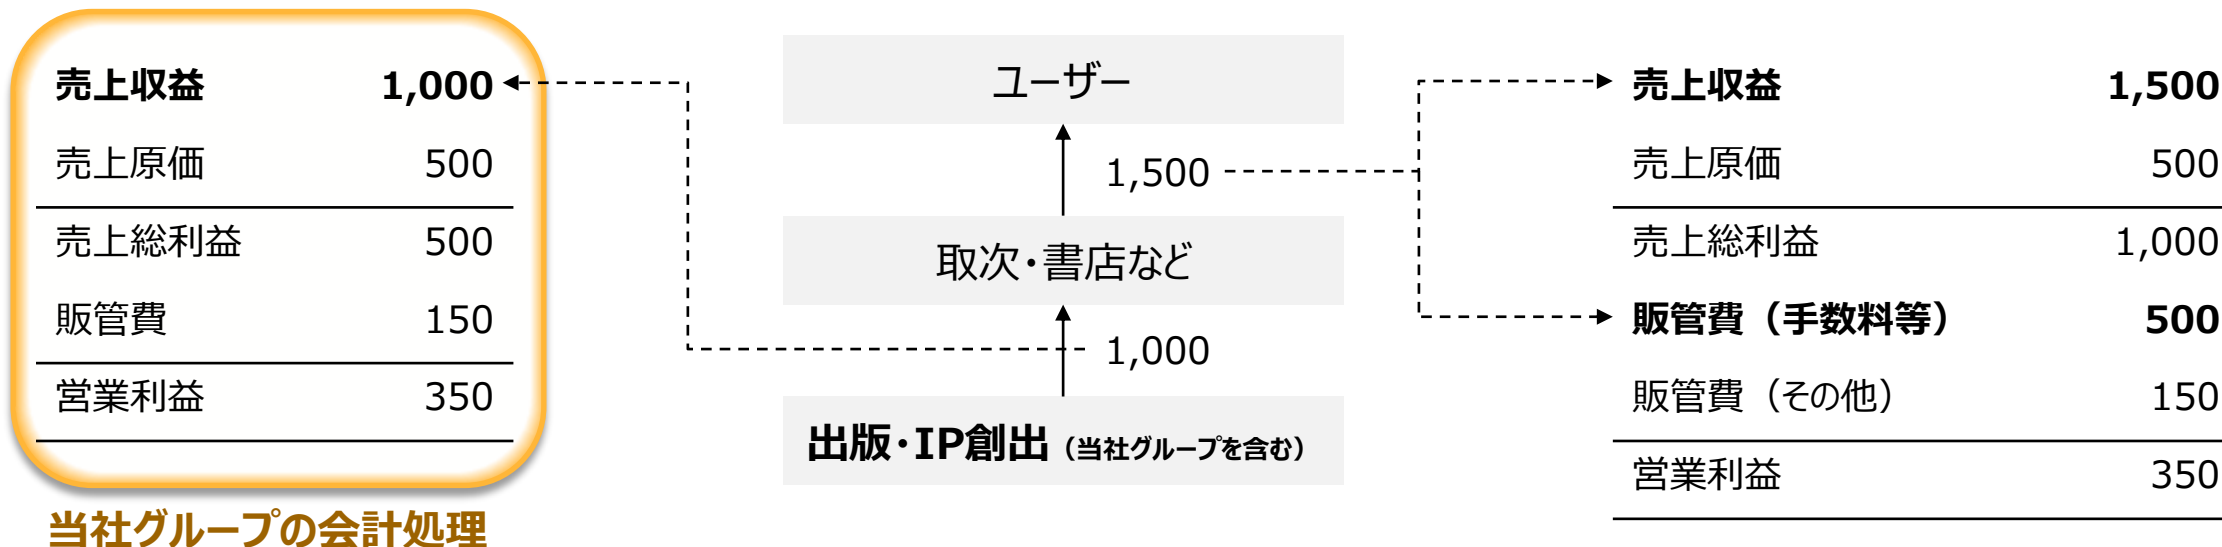 売上収益 1,000
売上原価 500
売上総利益 500
販管費 150
営業利益 350
当社グループの会計処理
ユーザー
1,500
取次・書店など
1,000
出版・IP創出（当社グループを含む）
売上収益 1,500
売上原価 500
売上総利益 1,000
販管費（手数料等） 500
販管費（その他） 150
営業利益 350